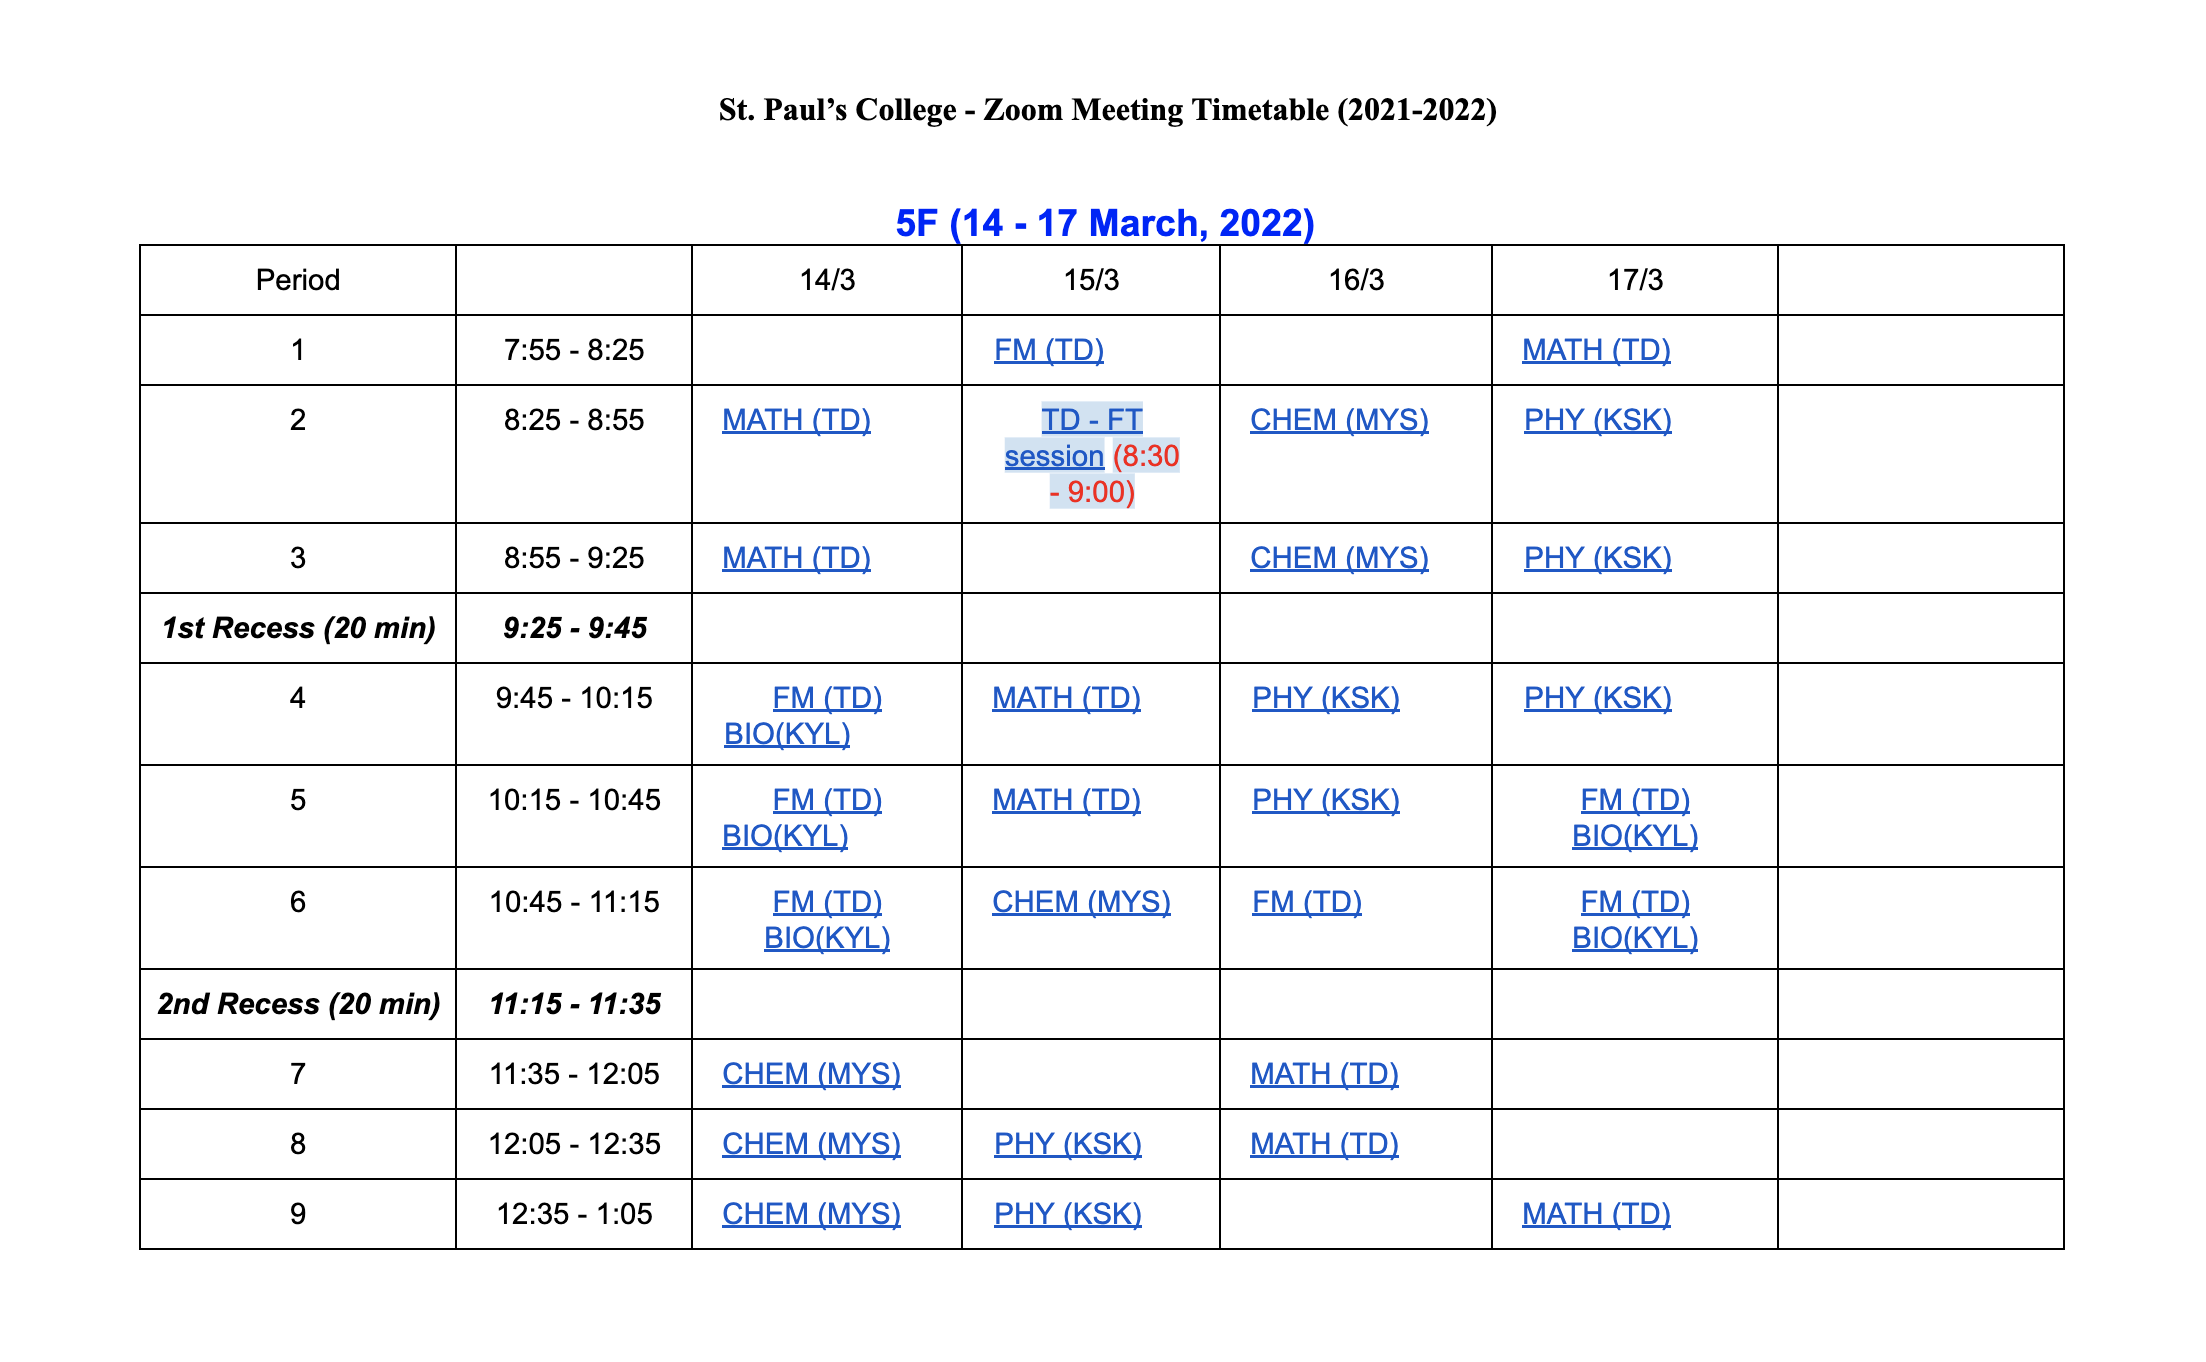 St. Paul’s College - Zoom Meeting Timetable (2021-2022)
5F (14 - 17 March, 2022)
Period 14/3 15/3 16/3 17/3
1 7:55 - 8:25 FM (TD) MATH (TD)
2 8:25 - 8:55 MATH (TD) TD - FT CHEM (MYS) PHY (KSK)
session (8:30
- 9:00)
3 8:55 - 9:25 MATH (TD) CHEM (MYS) PHY (KSK)
1st Recess (20 min) 9:25 - 9:45
4 9:45 - 10:15 FM (TD) MATH (TD) PHY (KSK) PHY (KSK)
BIO(KYL)
5 10:15 - 10:45 FM (TD) MATH (TD) PHY (KSK) FM (TD)
BIO(KYL) BIO(KYL)
6 10:45 - 11:15 FM (TD) CHEM (MYS) FM (TD) FM (TD)
BIO(KYL) BIO(KYL)
2nd Recess (20 min) 11:15 - 11:35
7 11:35 - 12:05 CHEM (MYS) MATH (TD)
8 12:05 - 12:35 CHEM (MYS) PHY (KSK) MATH (TD)
9 12:35 - 1:05 CHEM (MYS) PHY (KSK) MATH (TD)